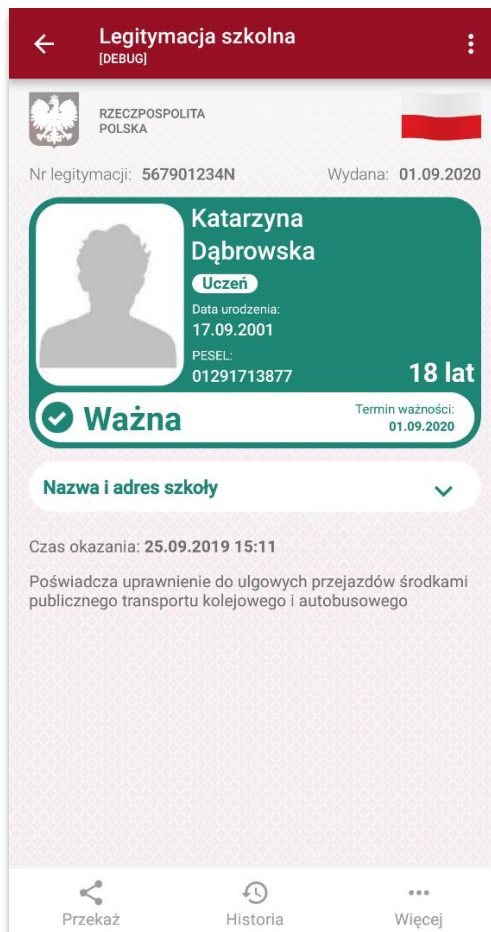 Legitymacja szkolna
[DEBUG]
RZECZPOSPOLITA
POLSKA
Nr legitymacji: 567901234N Wydana: 01.09.2020
Katarzyna
Dąbrowska
Uczeń
Data urodzenia:
17.09.2001
PESEL:
01291713877
18 lat
Ważna
Termin ważności:
01.09.2020
Nazwa i adres szkoły
Czas okazania: 25.09.2019 15:11
Poświadcza uprawnienie do ulgowych przejazdów środkami
publicznego transportu kolejowego i autobusowego
Przekaż Historia Więcej